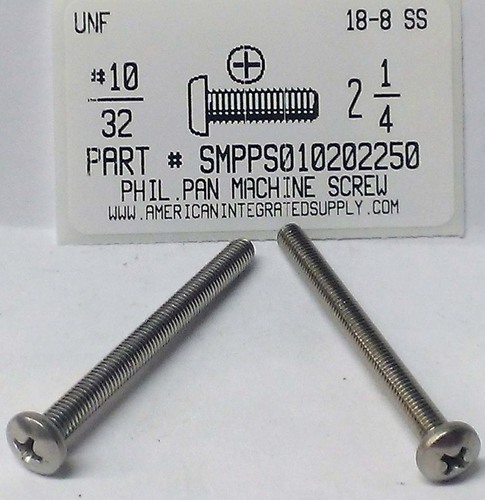 UNF 18-8 SS
#10
32
2 1/4
PART # SMPPS010202250
PHIL.PAN MACHINE SCREW
WWW.AMERICANINTEGRATEDSUPPLY.COM